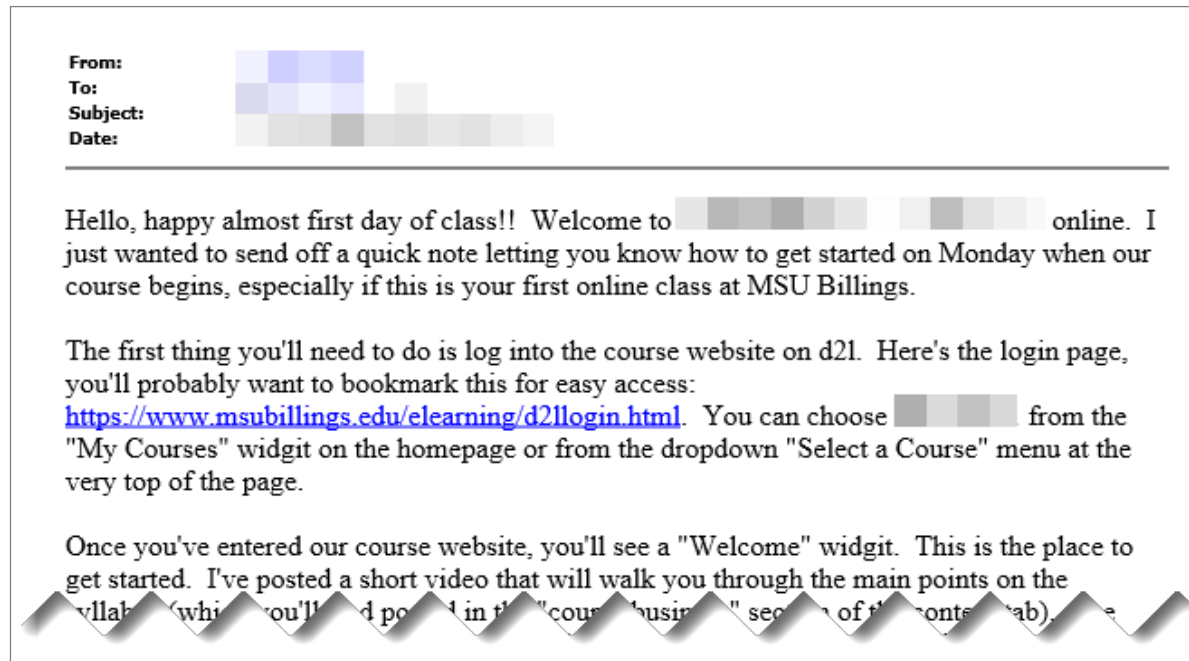 From:
To:
Subject:
Date:
Hello, happy almost first day of class!! Welcome to online. I
just wanted to send off a quick note letting you know how to get started on Monday when our
course begins, especially if this is your first online class at MSU Billings.
The first thing you'll need to do is log into the course website on d2l. Here's the login page,
you'll probably want to bookmark this for easy access:
https://www.msubillings.edu/elearning/d2llogin.html. You can choose from the
"My Courses" widgit on the homepage or from the dropdown "Select a Course" menu at the
very top of the page.
Once you've entered our course website, you'll see a "Welcome" widgit. This is the place to
get started. I've posted a short video that will walk you through the main points on the
you'll in of